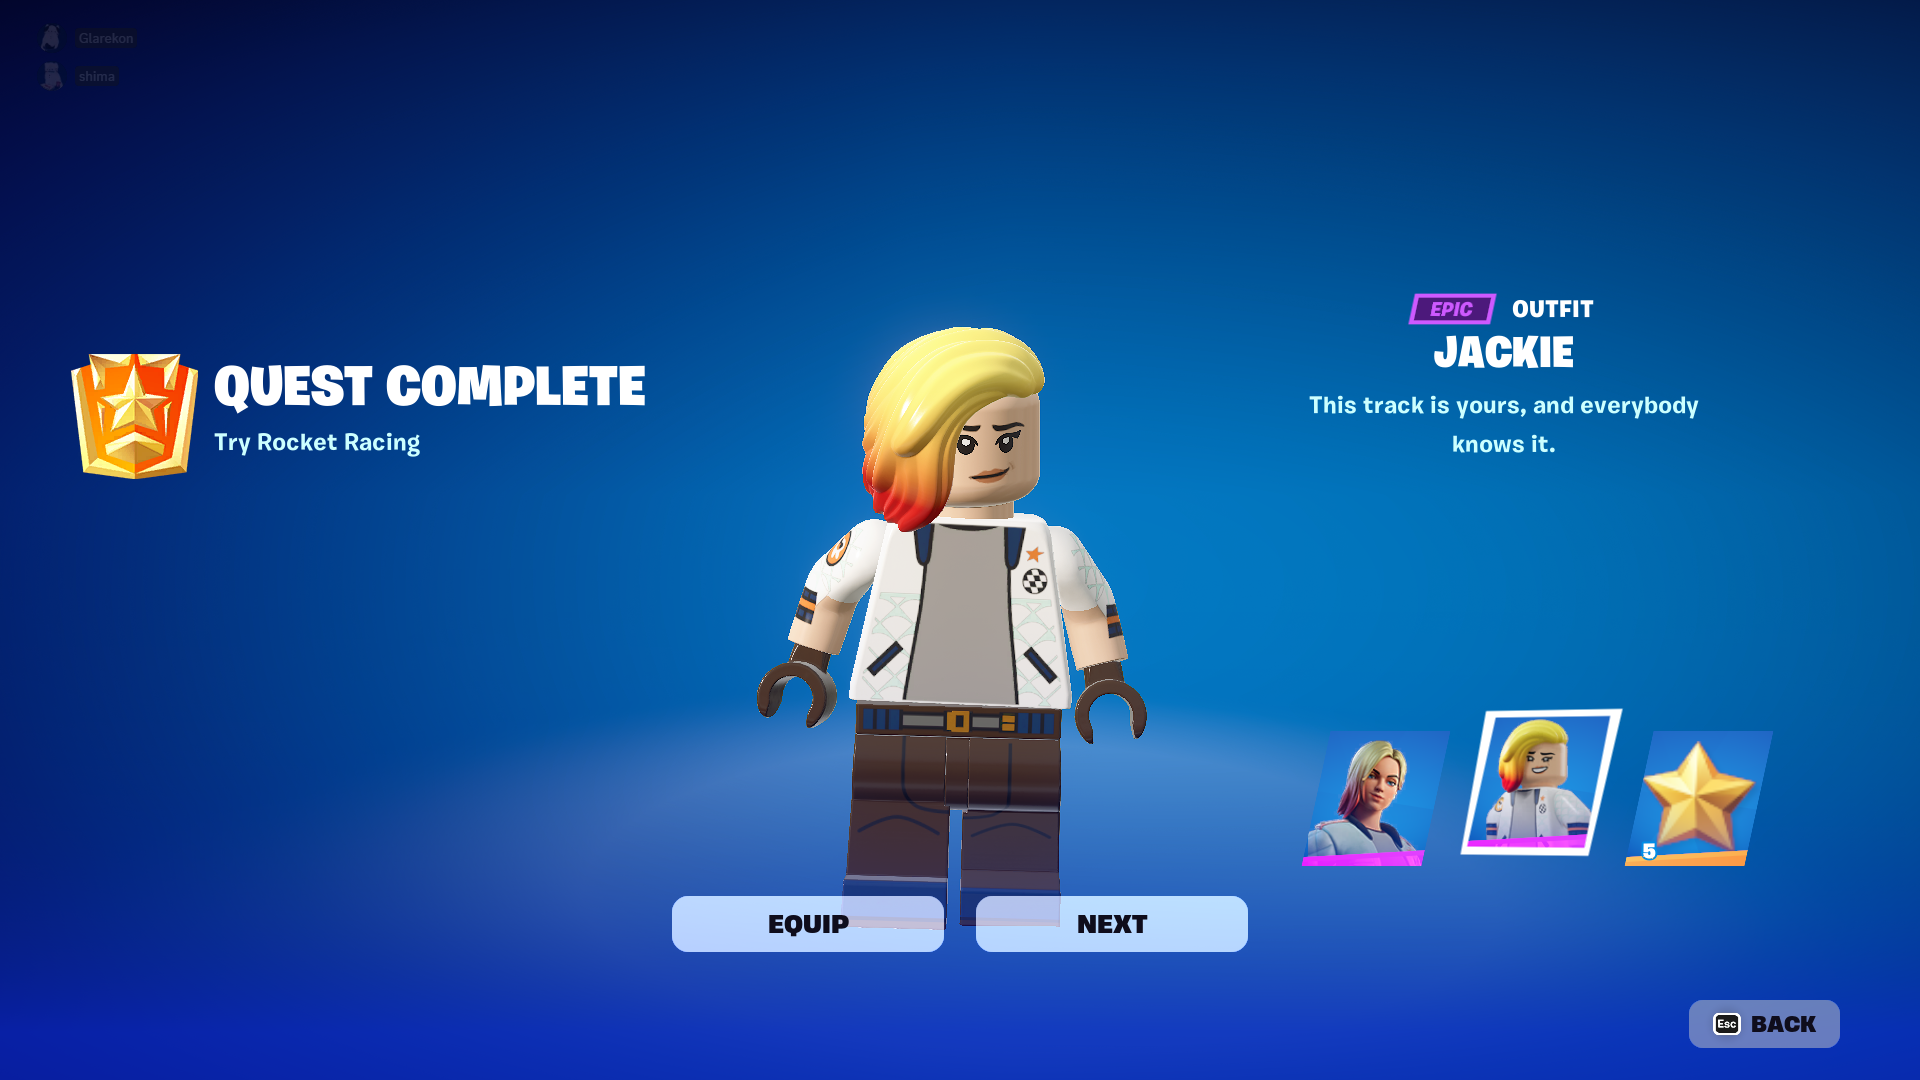 Glarekon
shima
QUEST COMPLETE
Try Rocket Racing
EPIC OUTFIT
JACKIE
This track is yours, and everybody
knows it.
5
EQUIP
NEXT
Esc BACK